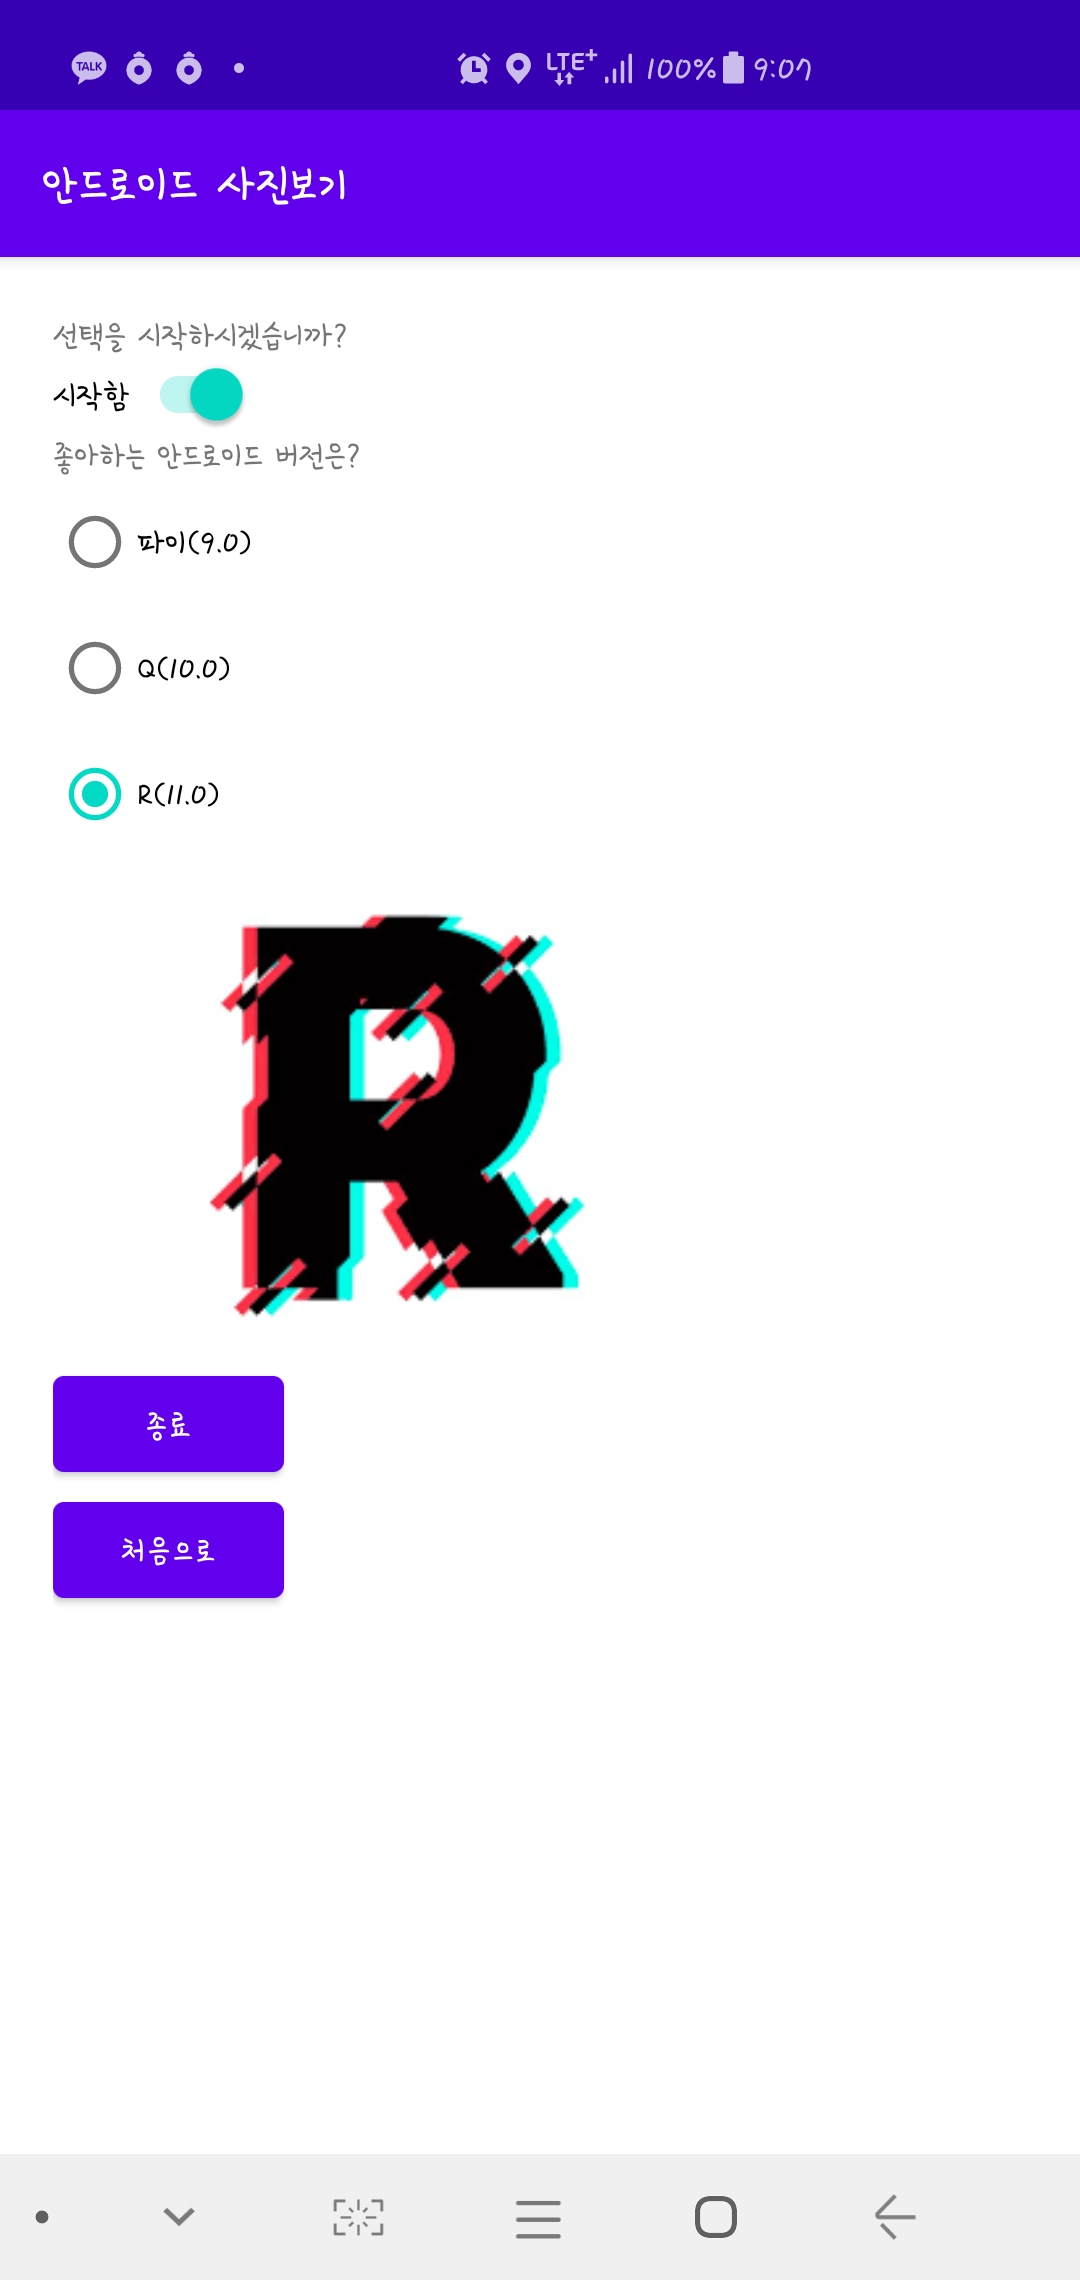 TALK LTE+ 100% 9:07
안드로이드 사진보기
선택을 시작하시겠습니까?
시작함
좋아하는 안드로이드 버전은?
파이(9.0)
Q(10.0)
R(11.0)
R
종료
처음으로